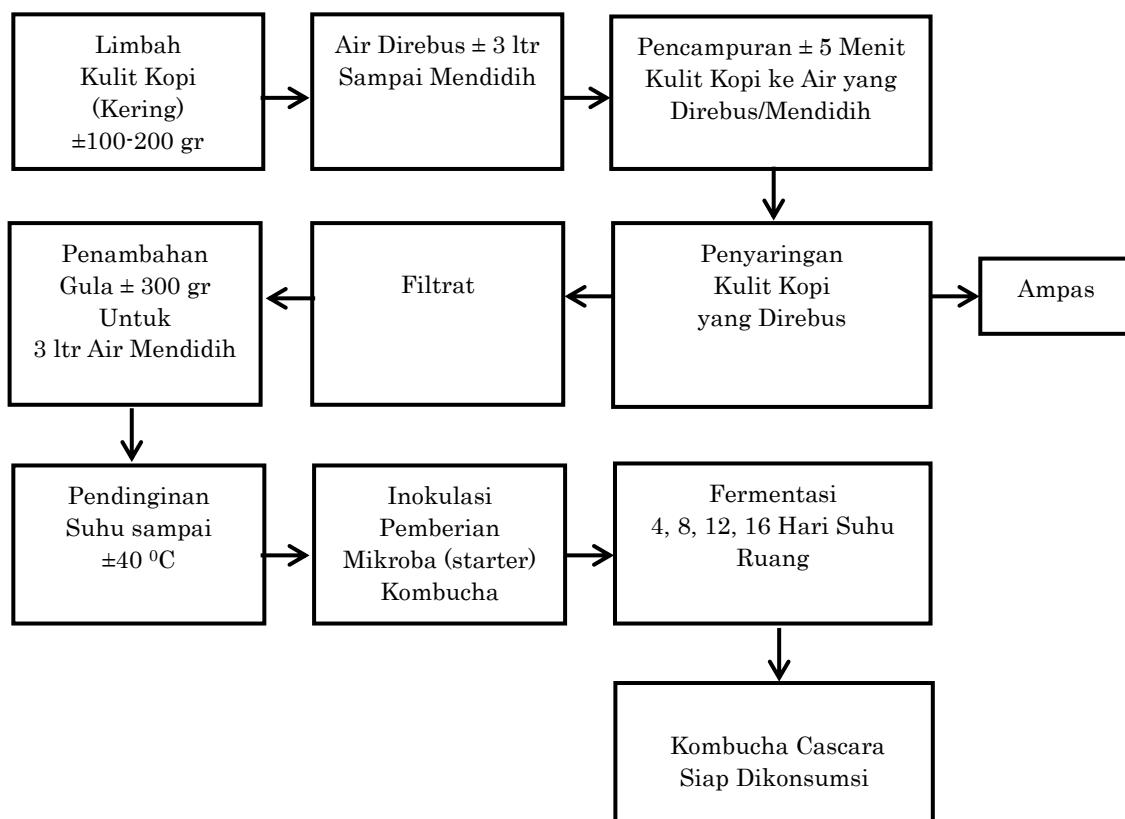 Limbah
Kulit Kopi
(Kering)
±100-200 gr
Air Direbus ± 3 ltr
Sampai Mendidih
Pencampuran ± 5 Menit
Kulit Kopi ke Air yang
Direbus/Mendidih
Penyaringan
Kulit Kopi
yang Direbus
Ampas
Filtrat
Penambahan
Gula ± 300 gr
Untuk
3 ltr Air Mendidih
Pendinginan
Suhu sampai
±40 ⁰C
Inokulasi
Pemberian
Mikroba (starter)
Kombucha
Fermentasi
4, 8, 12, 16 Hari Suhu
Ruang
Kombucha Cascara
Siap Dikonsumsi